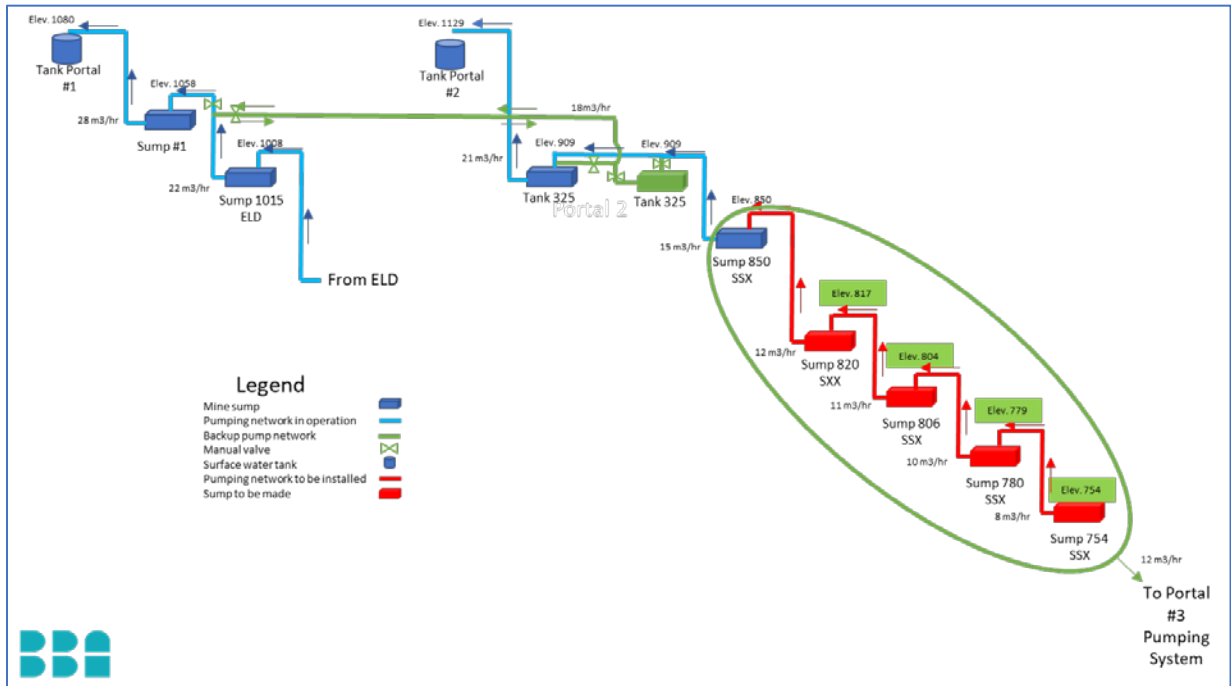 Elev. 1080
Tank Portal
#1
Elev. 1058
28 m3/hr
Sump #1
Elev. 1008
22 m3/hr
Sump 1015
ELD
From ELD
Elev. 1129
Tank Portal
#2
18m3/hr
Elev. 909
Elev. 909
21 m3/hr
Tank 325
Tank 325
Portal 2
Elev. 850
15 m3/hr
Sump 850
SSX
Elev. 817
12 m3/hr
Sump 820
SXX
Elev. 804
11 m3/hr
Sump 806
SSX
Elev. 779
10 m3/hr
Sump 780
SSX
Elev. 754
8 m3/hr
Sump 754
SSX
12 m3/hr
To Portal
#3
Pumping
System
Legend
Mine sump
Pumping network in operation
Backup pump network
Manual valve
Surface water tank
Pumping network to be installed
Sump to be made
BBA